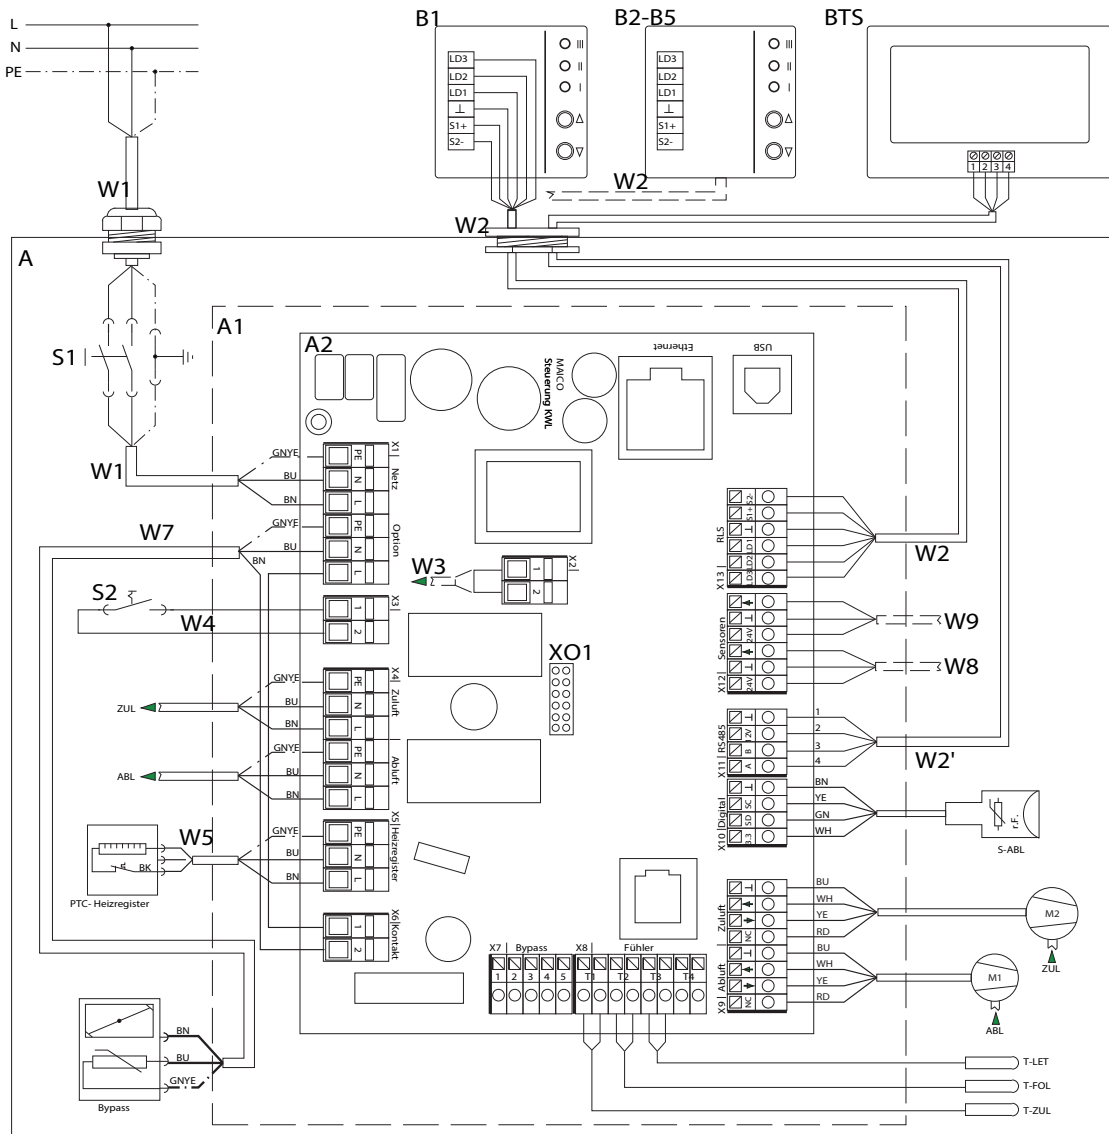 L
N
PE
W1
A
S1
W1
W7
S2
W4
ZUL
ABL
W5
BK
PTC- Heizregister
BN
BU
GNYE
Bypass
B1
LD3
LD2
LD1
⊥
S1+
S2-
III
II
I
△
▽
B2-B5
LD3
LD2
LD1
⊥
S1+
S2-
III
II
I
△
▽
W2
BTS
1 2 3 4
W2
A1
A2
MAICO
Steuerung KWL
Ethernet
USB
GNYE
BU
BN
GNYE
BU
BN
X1
Netz
Option
PE
N
L
PE
N
L
X3
1
2
W3
X2
1
2
XO1
GNYE
BU
BN
GNYE
BU
BN
X4
Zuluft
Abluft
PE
N
L
PE
N
L
GNYE
BU
BN
X5
Heizregister
PE
N
L
X6
Kontakt
1
2
X7 Bypass
1 2 3 4 5
X8 Fühler
T1 T2 T3 T4
X13
RLS
S2-
S1+
⊥
LD1
LD2
LD3
W2
X12
Sensoren
⊥
24V
⊥
24V
W9
W8
X11
RS485
⊥
12V
B
A
1
2
3
4
W2'
X10
Digital
⊥
SC
SD
3.3
BN
YE
GN
WH
r.F.
S-ABL
X9
Zuluft
Abluft
⊥
NC
⊥
NC
BU
WH
YE
RD
BU
WH
YE
RD
M2
ZUL
M1
ABL
T-LET
T-FOL
T-ZUL